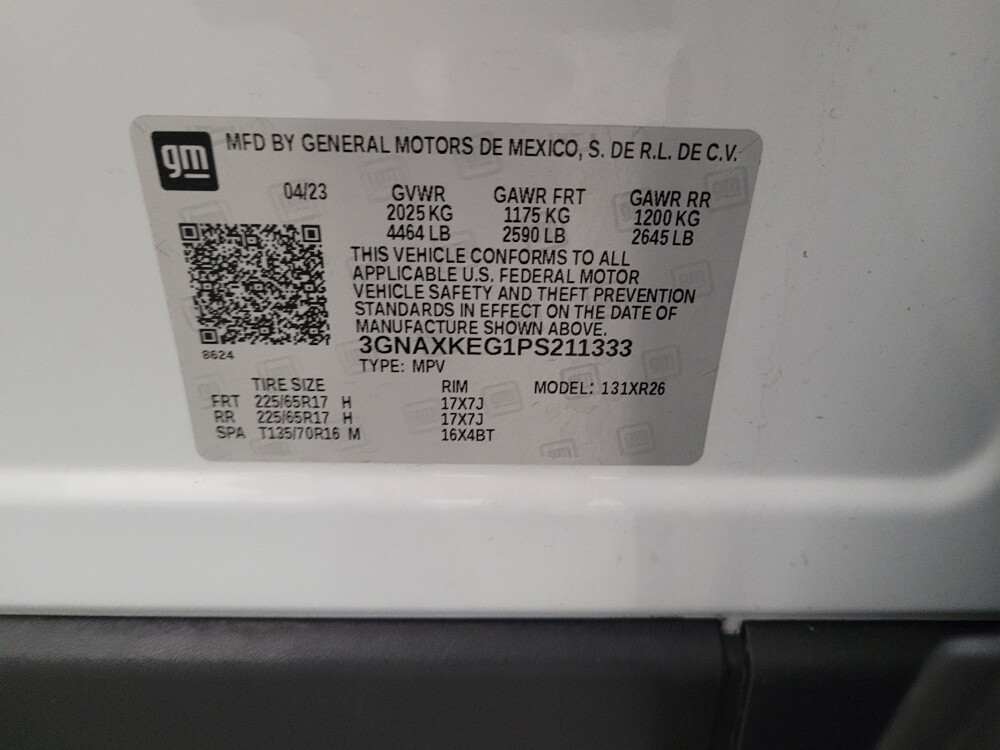 gm MFD BY GENERAL MOTORS DE MEXICO, S. DE R.L. DE C.V.
04/23 GVWR GAWR FRT GAWR RR
2025 KG 1175 KG 1200 KG
4464 LB 2590 LB 2645 LB
THIS VEHICLE CONFORMS TO ALL
APPLICABLE U.S. FEDERAL MOTOR
VEHICLE SAFETY AND THEFT PREVENTION
STANDARDS IN EFFECT ON THE DATE OF
MANUFACTURE SHOWN ABOVE.
8624
3GNAXKEG1PS211333
TYPE: MPV
TIRE SIZE RIM MODEL: 131XR26
FRT 225/65R17 H 17X7J
RR 225/65R17 H 17X7J
SPA T135/70R16 M 16X4BT